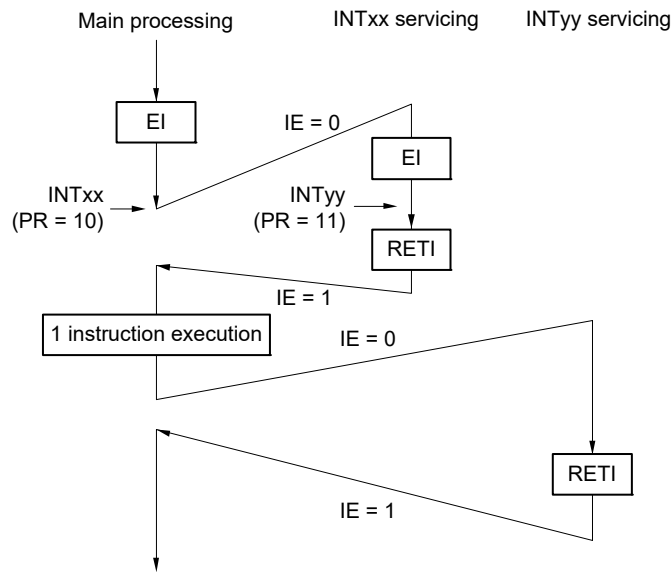 Main processing
INTxx servicing
INTyy servicing
EI
IE = 0
EI
INTxx
(PR = 10)
INTyy
(PR = 11)
RETI
IE = 1
1 instruction execution
IE = 0
RETI
IE = 1